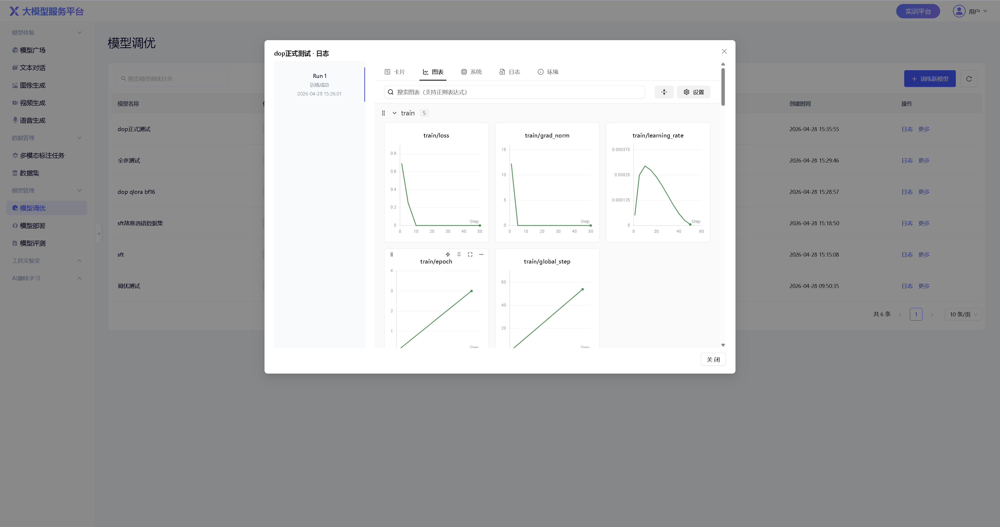 大模型服务平台
实训平台
用户
模型体验
模型广场
文本对话
图像生成
视频生成
语音生成
数据管理
多模态标注任务
数据集
模型管理
模型调优
模型部署
模型评测
工具实验室
AI趣味学习
模型调优
搜索模型调优任务
训练新模型
模型名称
创建时间
操作
dop正式测试
2026-04-28 15:35:55
日志 更多
全参测试
2026-04-28 15:29:46
日志 更多
dop qlora bf16
2026-04-28 15:28:57
日志 更多
sft故意选错数据集
2026-04-28 15:18:50
日志 更多
sft
2026-04-28 15:15:08
日志 更多
调优测试
2026-04-28 09:50:35
日志 更多
共 6 条
1
10 条/页
dop正式测试 · 日志
Run 1
训练成功
2026-04-28 15:36:01
卡片
图表
系统
日志
环境
搜索图表（支持正则表达式）
设置
train 5
train/loss
0.8
0.6
0.4
0.2
0
Step
0 10 20 30 40 50
train/grad_norm
15
10
5
0
Step
0 10 20 30 40 50
train/learning_rate
0.000375
0.00025
0.000125
0
Step
0 20 40 60
train/epoch
4
3
2
1
Step
train/global_step
60
40
20
Step
关 闭